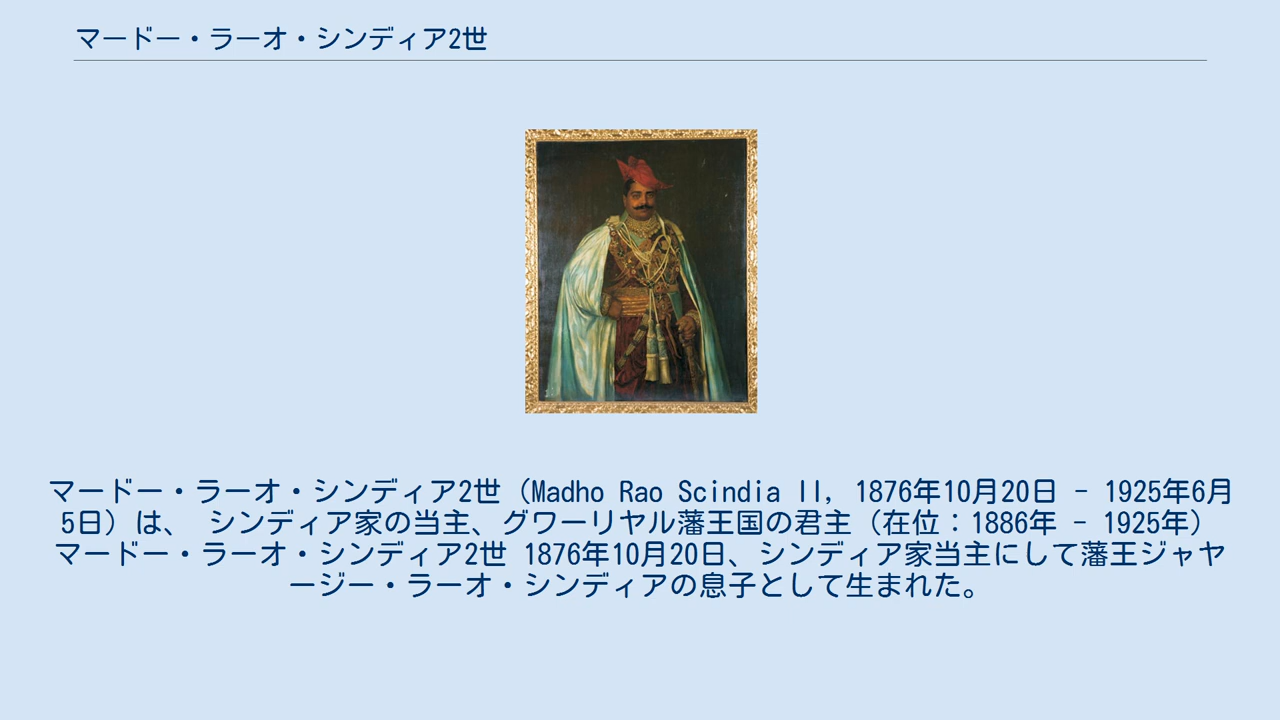 マードー・ラーオ・シンディア2世
マードー・ラーオ・シンディア2世（Madho Rao Scindia II, 1876年10月20日 - 1925年6月
5日）は、 シンディア家の当主、グワーリヤル藩王国の君主（在位：1886年 - 1925年）
マードー・ラーオ・シンディア2世 1876年10月20日、シンディア家当主にして藩王ジャヤ
ージー・ラーオ・シンディアの息子として生まれた。